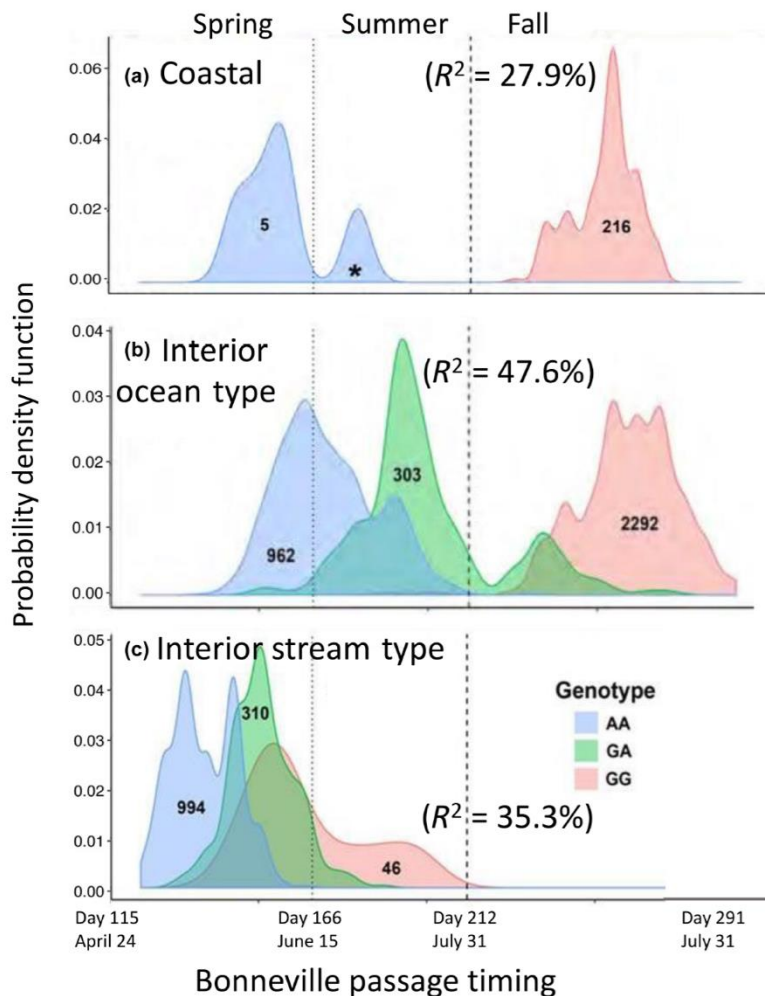 Spring Summer Fall
(a) Coastal
(R² = 27.9%)
0.06
0.04
0.02
0.00
5
*
216
(b) Interior
ocean type
(R² = 47.6%)
0.04
0.03
0.02
0.01
0.00
962
303
2292
Probability density function
(c) Interior stream type
0.05
0.04
0.03
0.02
0.01
0.00
994
310
46
(R² = 35.3%)
Genotype
AA
GA
GG
Day 115 Day 166 Day 212 Day 291
April 24 June 15 July 31 July 31
Bonneville passage timing